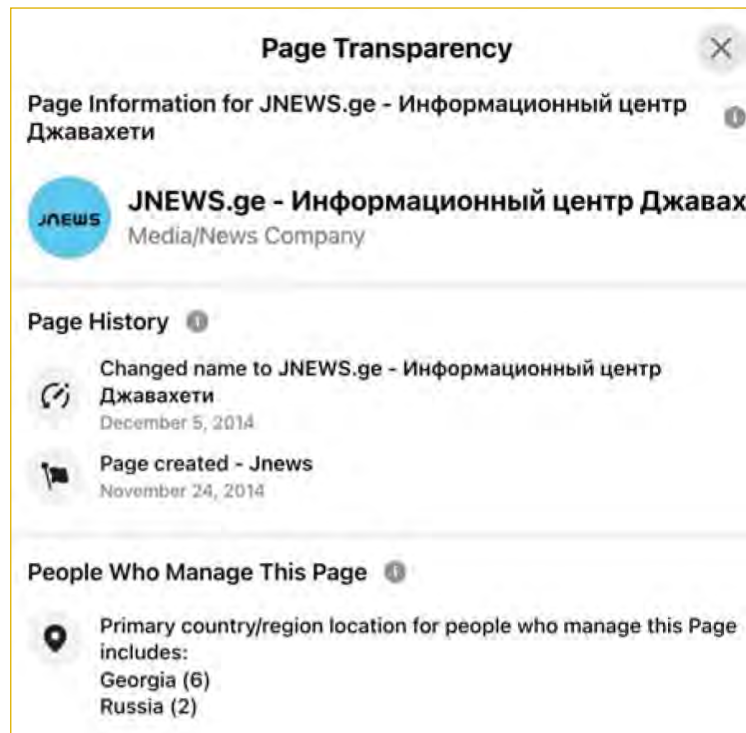 Page Transparency
Page Information for JNEWS.ge - Информационный центр
Джавахети
JNEWS
JNEWS.ge - Информационный центр Джавах
Media/News Company
Page History
Changed name to JNEWS.ge - Информационный центр
Джавахети
December 5, 2014
Page created - Jnews
November 24, 2014
People Who Manage This Page
Primary country/region location for people who manage this Page
includes:
Georgia (6)
Russia (2)